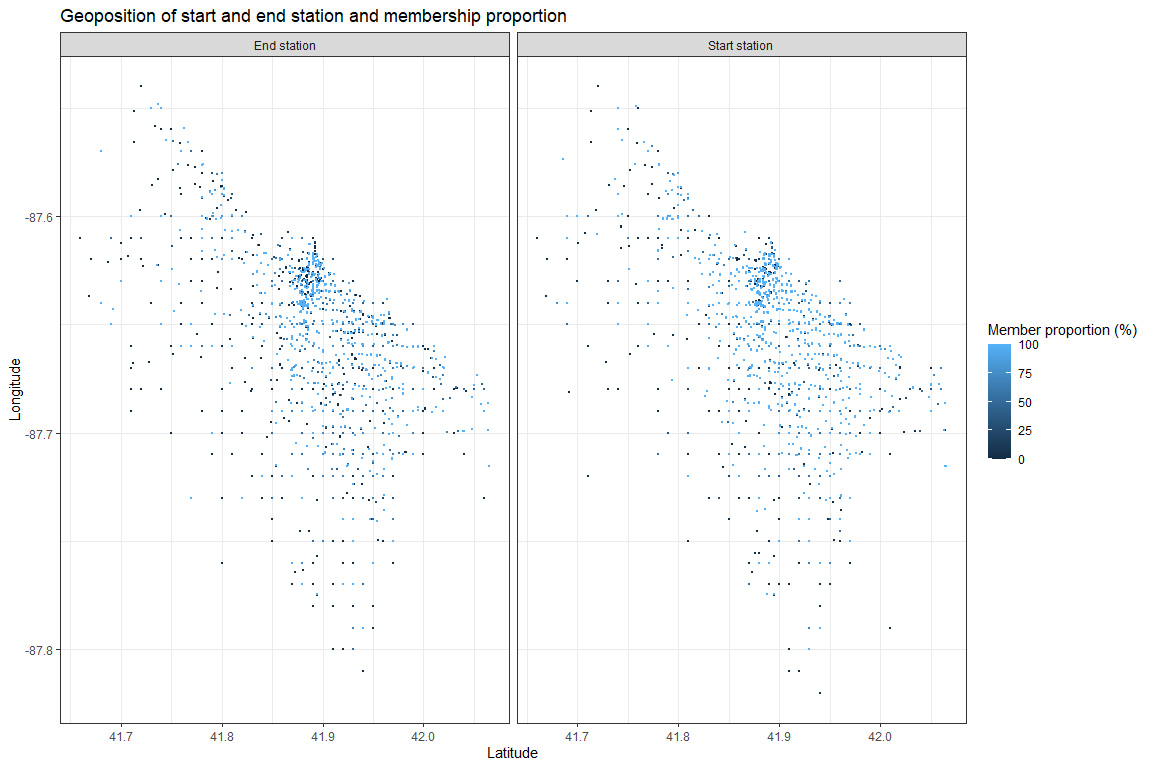 Geoposition of start and end station and membership proportion
End station
Start station
Longitude
-87.6
-87.7
-87.8
41.7
41.8
41.9
42.0
41.7
41.8
41.9
42.0
Latitude
Member proportion (%)
100
75
50
25
0